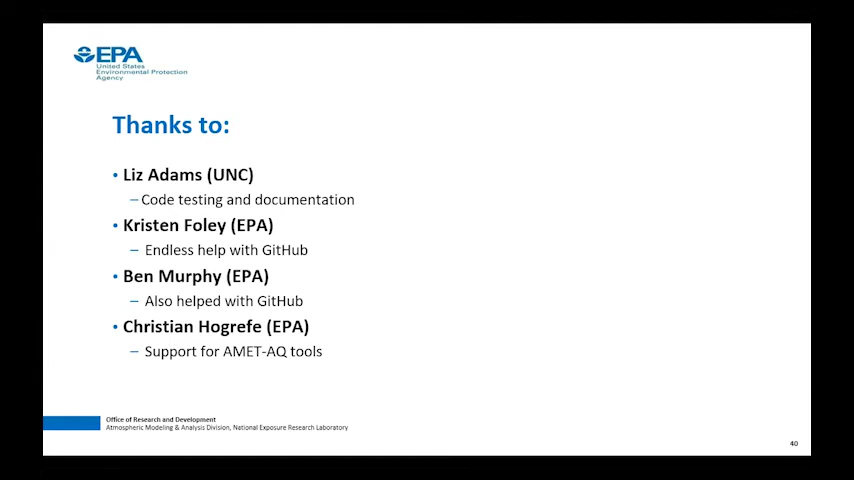 EPA
United States
Environmental Protection
Agency
Thanks to:
• Liz Adams (UNC)
– Code testing and documentation
• Kristen Foley (EPA)
– Endless help with GitHub
• Ben Murphy (EPA)
– Also helped with GitHub
• Christian Hogrefe (EPA)
– Support for AMET-AQ tools
Office of Research and Development
Atmospheric Modeling & Analysis Division, National Exposure Research Laboratory
40